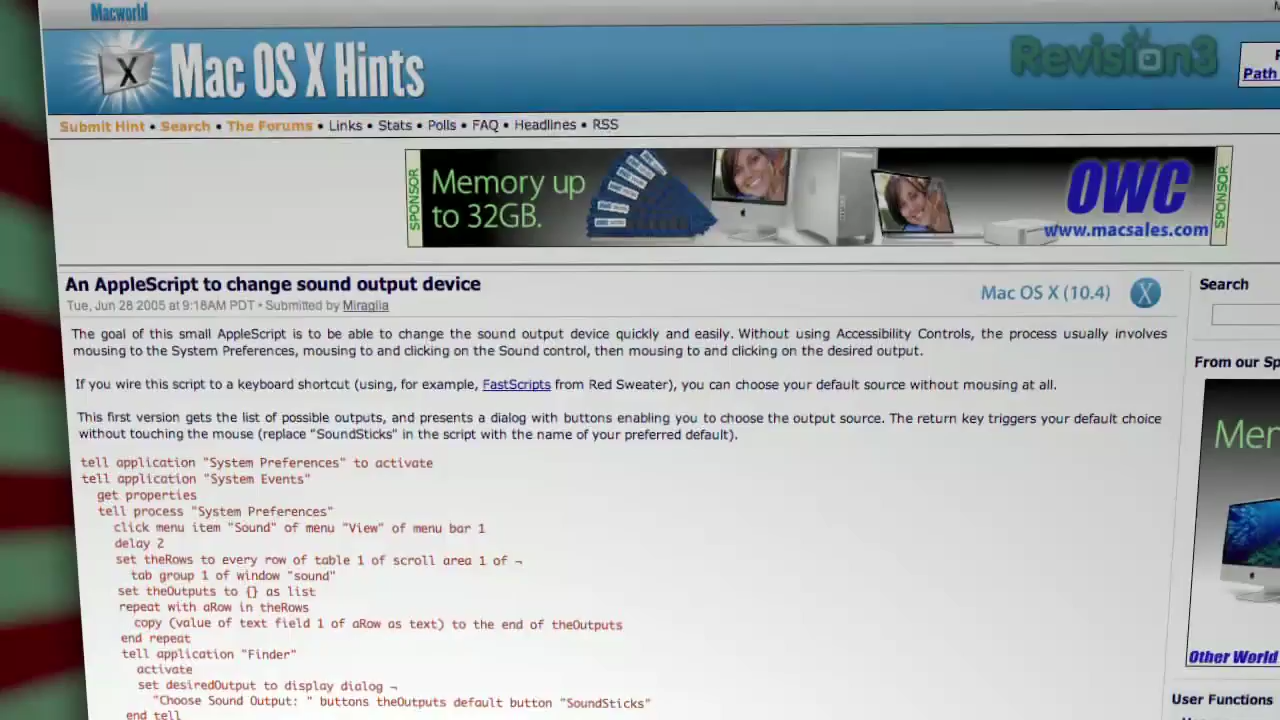 Macworld
Mac OS X Hints
Revision3
Path
Submit Hint • Search • The Forums • Links • Stats • Polls • FAQ • Headlines • RSS
SPONSOR
Memory up
to 32GB.
OWC
www.macsales.com
SPONSOR
An AppleScript to change sound output device
Tue, Jun 28 2005 at 9:18AM PDT • Submitted by Miraglia
Mac OS X (10.4)
X
Search
The goal of this small AppleScript is to be able to change the sound output device quickly and easily. Without using Accessibility Controls, the process usually involves
mousing to the System Preferences, mousing to and clicking on the Sound control, then mousing to and clicking on the desired output.
From our Sp
If you wire this script to a keyboard shortcut (using, for example, FastScripts from Red Sweater), you can choose your default source without mousing at all.
This first version gets the list of possible outputs, and presents a dialog with buttons enabling you to choose the output source. The return key triggers your default choice
without touching the mouse (replace "SoundSticks" in the script with the name of your preferred default).
tell application "System Preferences" to activate
tell application "System Events"
get properties
tell process "System Preferences"
click menu item "Sound" of menu "View" of menu bar 1
delay 2
set theRows to every row of table 1 of scroll area 1 of ¬
tab group 1 of window "sound"
set theOutputs to {} as list
repeat with aRow in theRows
copy (value of text field 1 of aRow as text) to the end of theOutputs
end repeat
tell application "Finder"
activate
set desiredOutput to display dialog ¬
"Choose Sound Output: " buttons theOutputs default button "SoundSticks"
end tell
Mer
Other World
User Functions